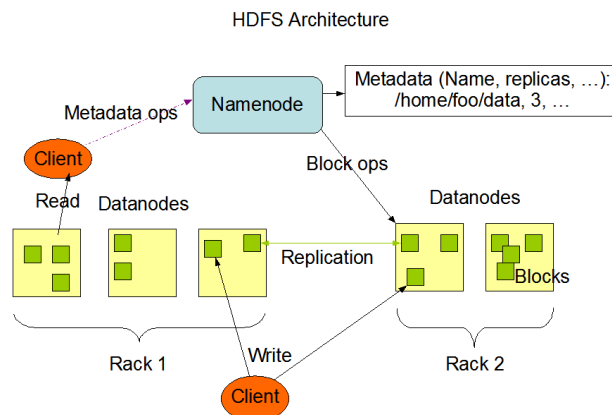 HDFS Architecture
Metadata (Name, replicas, …):
/home/foo/data, 3, …
Namenode
Metadata ops
Client
Block ops
Read
Datanodes
Datanodes
Replication
Blocks
Rack 1
Write
Rack 2
Client